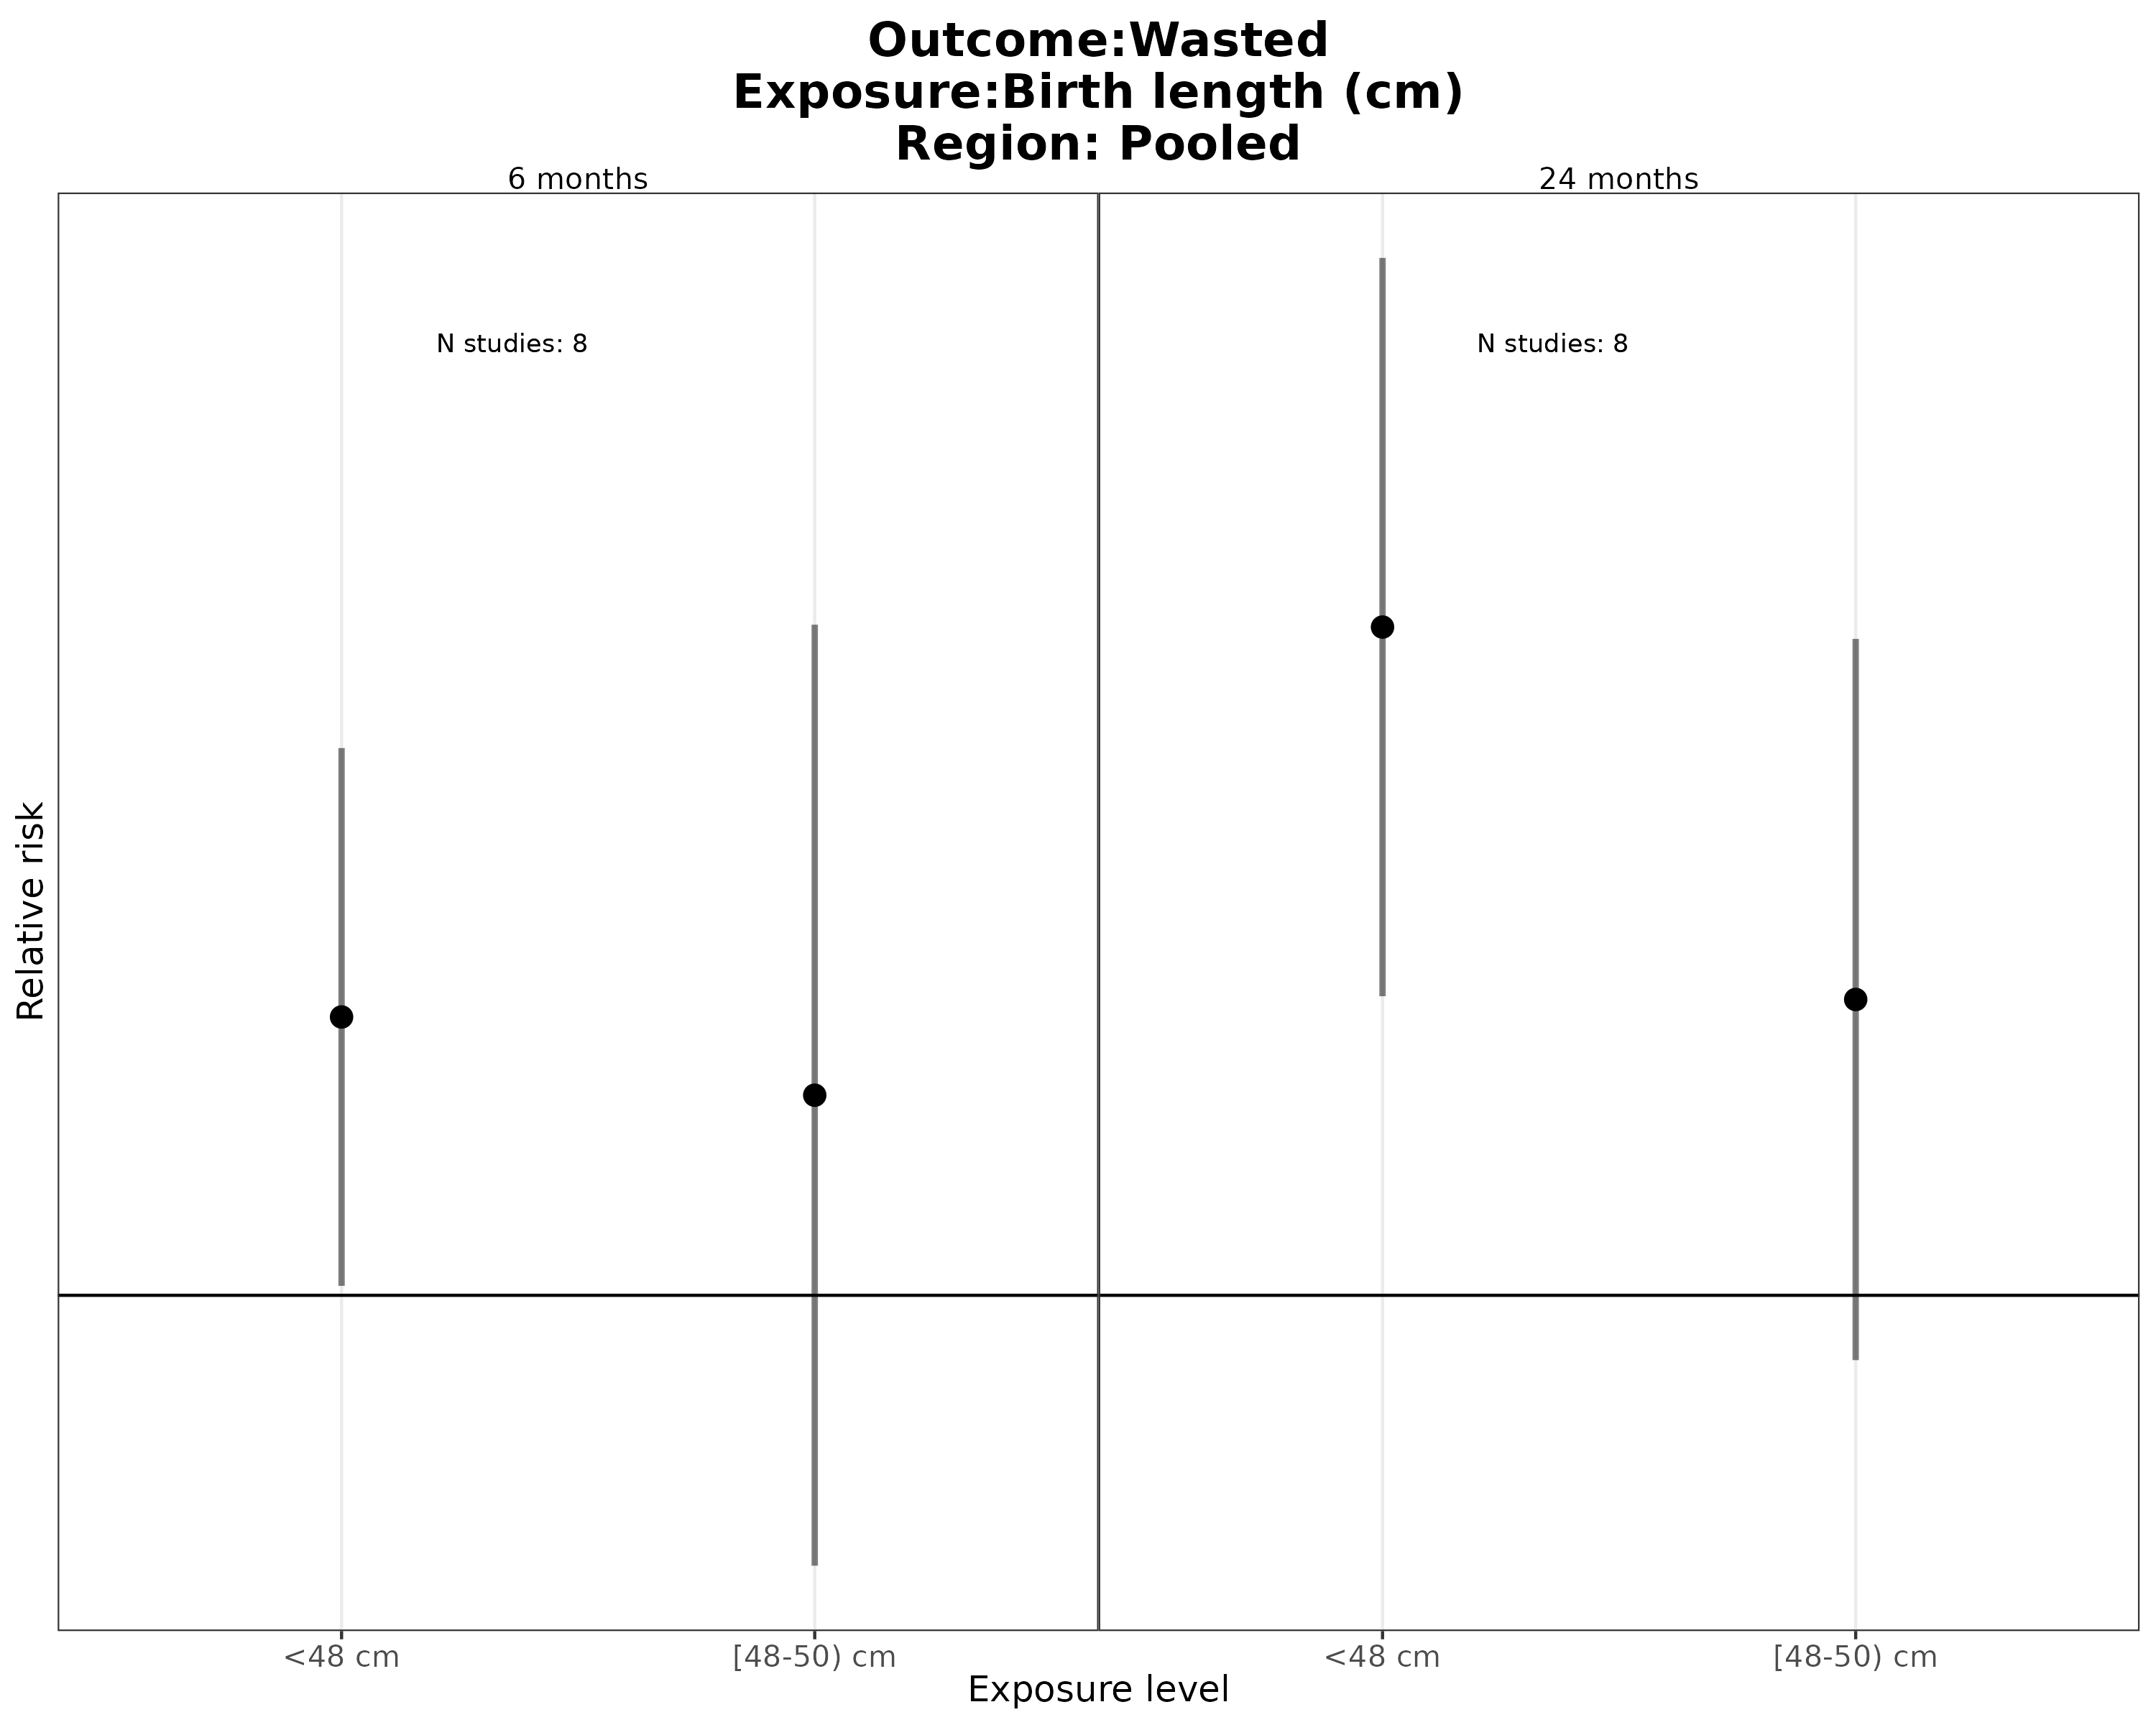 Outcome:Wasted
Exposure:Birth length (cm)
Region: Pooled
6 months
24 months
N studies: 8
N studies: 8
Relative risk
<48 cm
[48-50) cm
<48 cm
[48-50) cm
Exposure level